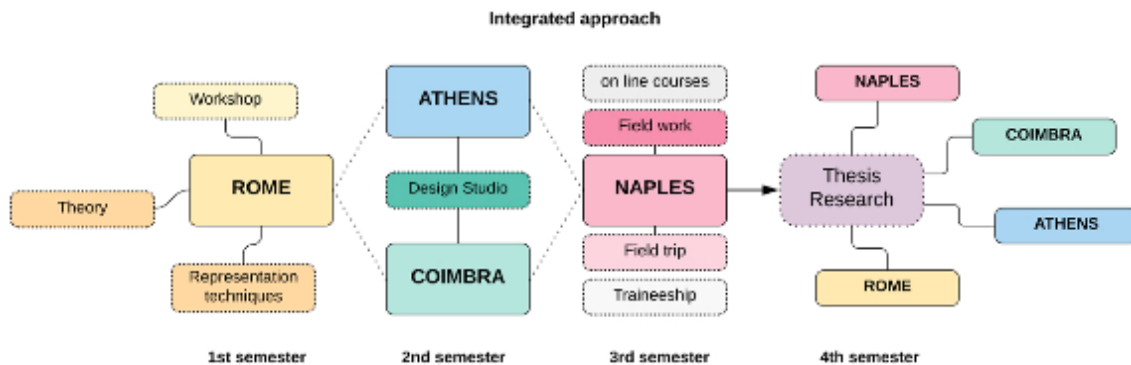 Integrated approach
Workshop
ROME
Theory
Representation
techniques
1st semester
ATHENS
Design Studio
COIMBRA
2nd semester
on line courses
Field work
NAPLES
Field trip
Traineeship
3rd semester
NAPLES
COIMBRA
Thesis
Research
ATHENS
ROME
4th semester